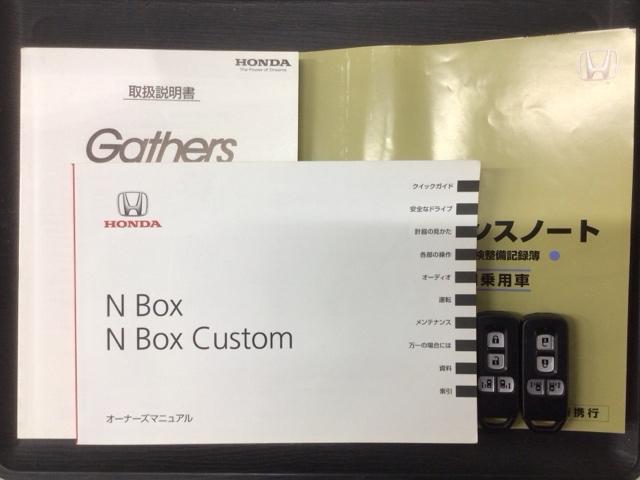 HONDA
The Power of Dreams
取扱説明書
Gathers
HONDA
N Box
N Box Custom
オーナーズマニュアル
クイックガイド
安全なドライブ
計器の見かた
各部の操作
オーディオ
運転
メンテナンス
万一の場合には
資料
索引
ンスノート
検整備記録簿
乗用車
携行